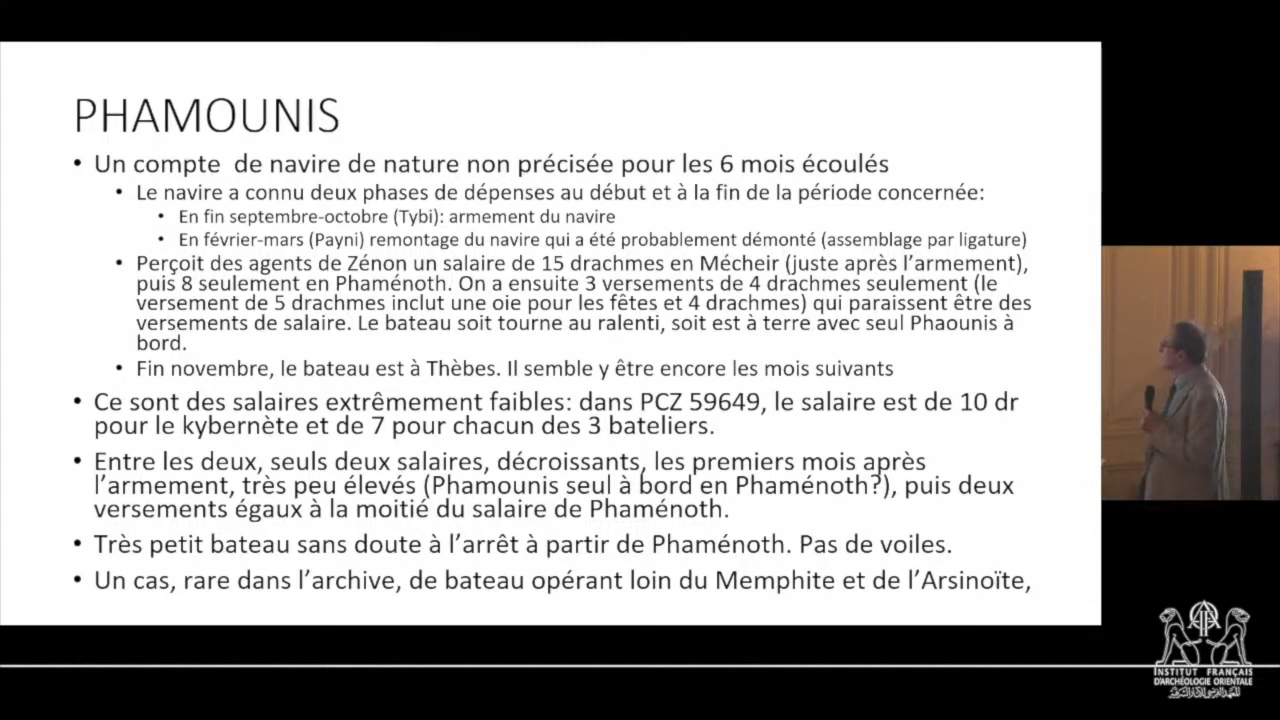 PHAMOUNIS
• Un compte de navire de nature non précisée pour les 6 mois écoulés
• Le navire a connu deux phases de dépenses au début et à la fin de la période concernée:
• En fin septembre-octobre (Tybi): armement du navire
• En février-mars (Payni) remontage du navire qui a été probablement démonté (assemblage par ligature)
• Perçoit des agents de Zénon un salaire de 15 drachmes en Mécheir (juste après l'armement),
puis 8 seulement en Phaménoth. On a ensuite 3 versements de 4 drachmes seulement (le
versement de 5 drachmes inclut une oie pour les fêtes et 4 drachmes) qui paraissent être des
versements de salaire. Le bateau soit tourne au ralenti, soit est à terre avec seul Phaounis à
bord.
• Fin novembre, le bateau est à Thèbes. Il semble y être encore les mois suivants
• Ce sont des salaires extrêmement faibles: dans PCZ 59649, le salaire est de 10 dr
pour le kybernète et de 7 pour chacun des 3 bateliers.
• Entre les deux, seuls deux salaires, décroissants, les premiers mois après
l'armement, très peu élevés (Phamounis seul à bord en Phaménoth?), puis deux
versements égaux à la moitié du salaire de Phaménoth.
• Très petit bateau sans doute à l'arrêt à partir de Phaménoth. Pas de voiles.
• Un cas, rare dans l'archive, de bateau opérant loin du Memphite et de l'Arsinoïte,
INSTITUT FRANÇAIS
D'ARCHÉOLOGIE ORIENTALE